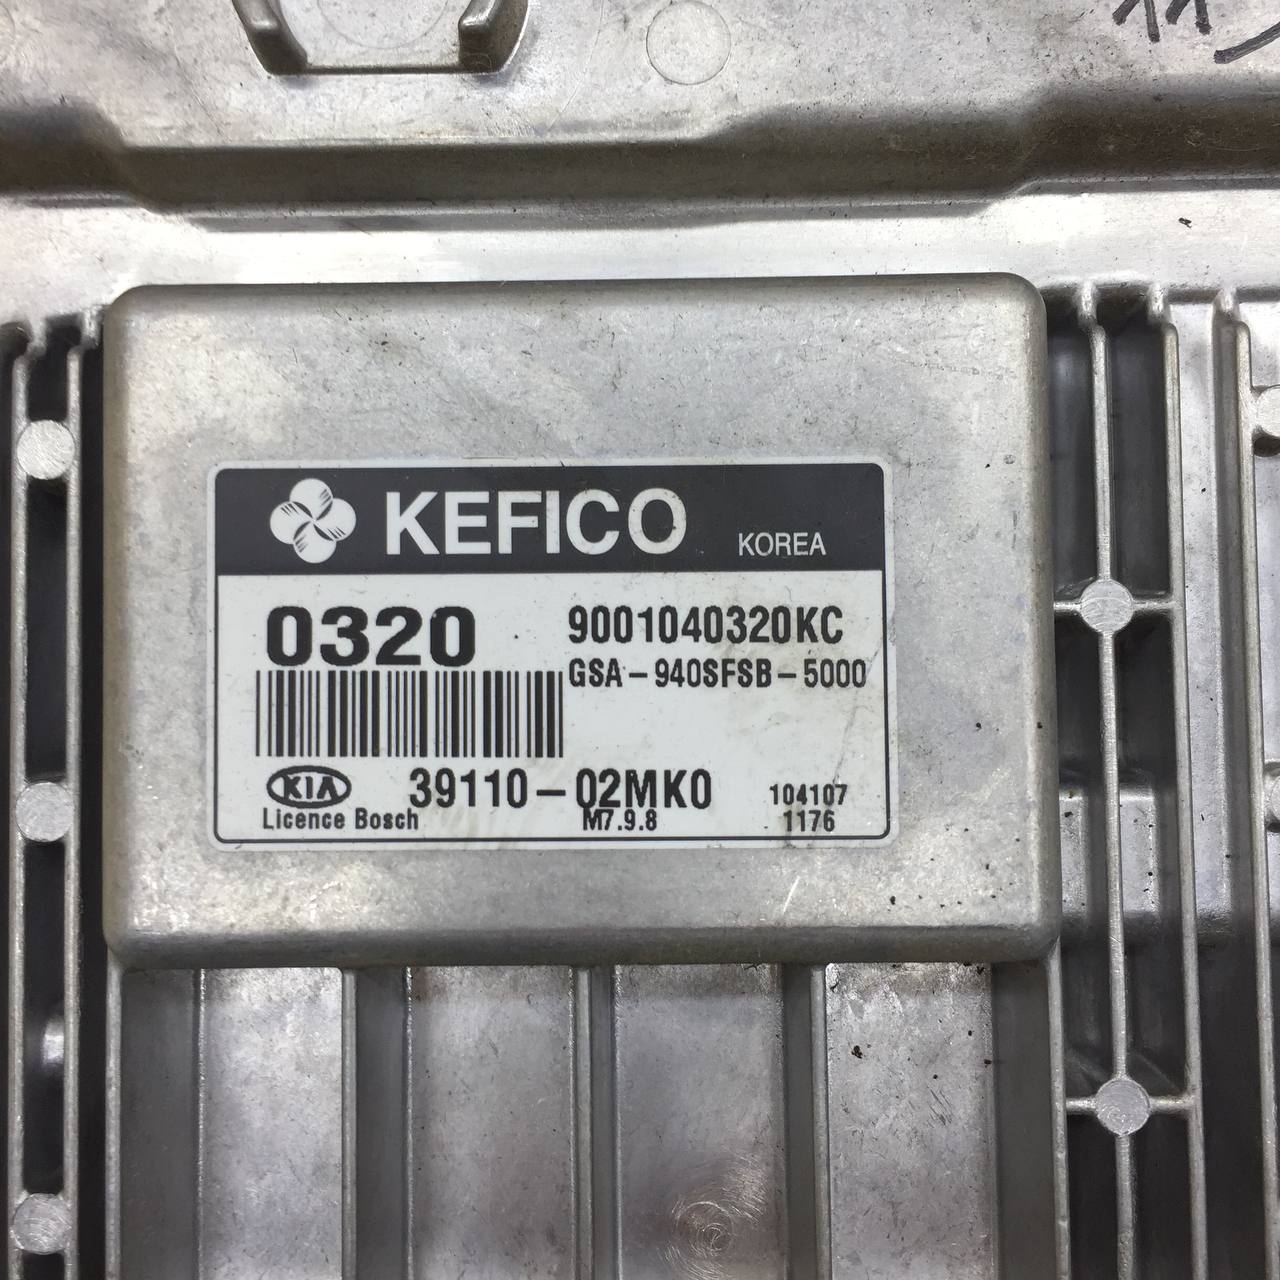 KEFICO KOREA
0320 9001040320KC
GSA-940SFSB-5000
KIA 39110-02MK0 104107
Licence Bosch M7.9.8 1176